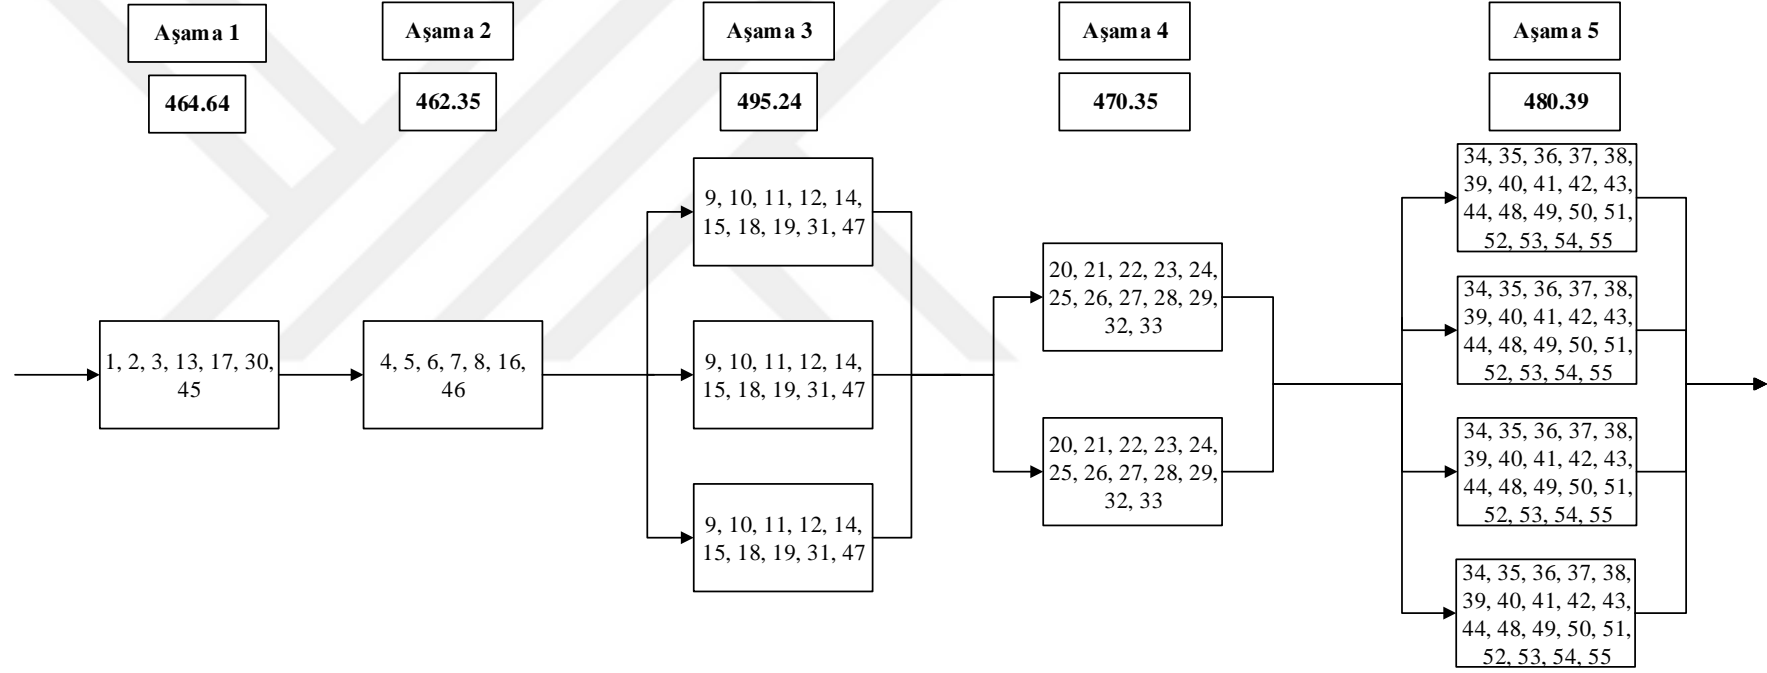 Aşama 1
Aşama 2
Aşama 3
Aşama 4
Aşama 5
464.64
462.35
495.24
470.35
480.39
1, 2, 3, 13, 17, 30,
45
4, 5, 6, 7, 8, 16,
46
9, 10, 11, 12, 14,
15, 18, 19, 31, 47
9, 10, 11, 12, 14,
15, 18, 19, 31, 47
9, 10, 11, 12, 14,
15, 18, 19, 31, 47
20, 21, 22, 23, 24,
25, 26, 27, 28, 29,
32, 33
20, 21, 22, 23, 24,
25, 26, 27, 28, 29,
32, 33
34, 35, 36, 37, 38,
39, 40, 41, 42, 43,
44, 48, 49, 50, 51,
52, 53, 54, 55
34, 35, 36, 37, 38,
39, 40, 41, 42, 43,
44, 48, 49, 50, 51,
52, 53, 54, 55
34, 35, 36, 37, 38,
39, 40, 41, 42, 43,
44, 48, 49, 50, 51,
52, 53, 54, 55
34, 35, 36, 37, 38,
39, 40, 41, 42, 43,
44, 48, 49, 50, 51,
52, 53, 54, 55